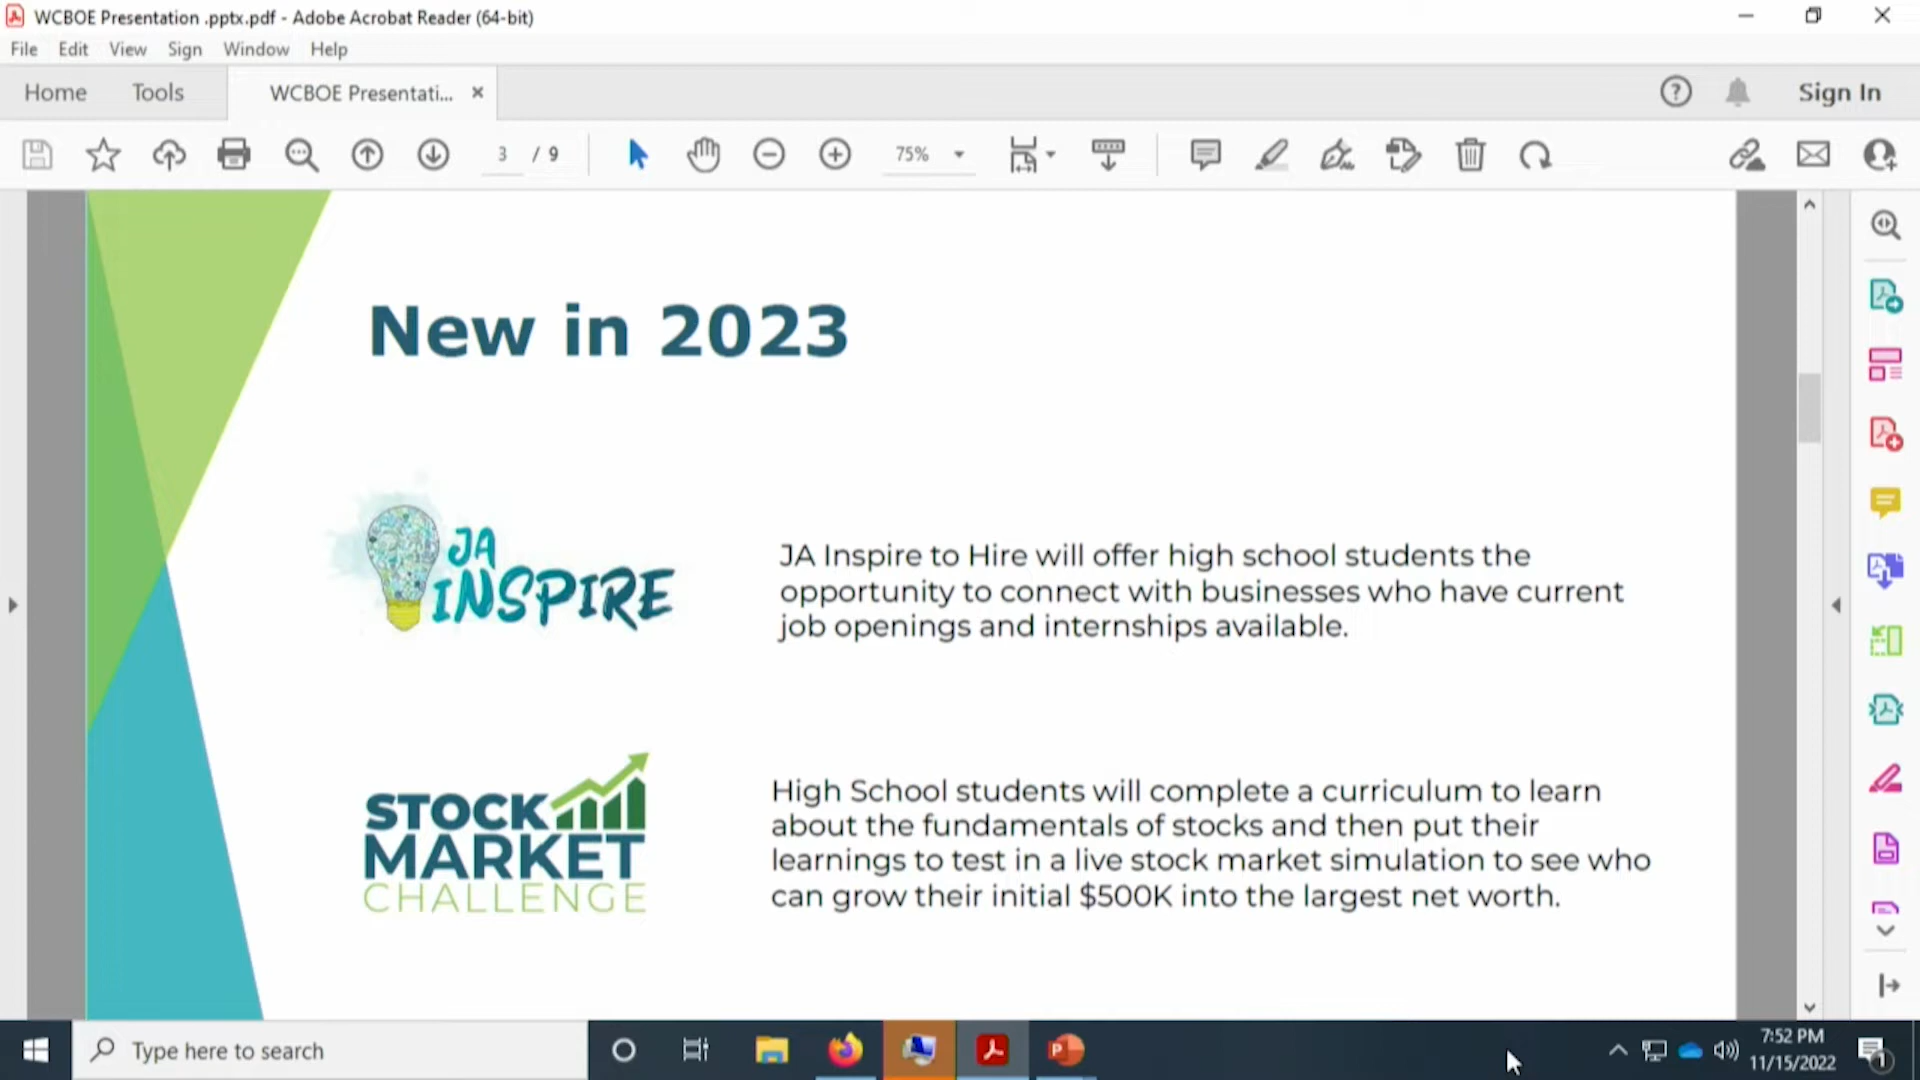 WCBOE Presentation .pptx.pdf - Adobe Acrobat Reader (64-bit)
File Edit View Sign Window Help
Home Tools WCBOE Presentati... × Sign In
3 / 9 75%
New in 2023
JA
INSPIRE
JA Inspire to Hire will offer high school students the
opportunity to connect with businesses who have current
job openings and internships available.
STOCK
MARKET
CHALLENGE
High School students will complete a curriculum to learn
about the fundamentals of stocks and then put their
learnings to test in a live stock market simulation to see who
can grow their initial $500K into the largest net worth.
Type here to search
7:52 PM
11/15/2022
1